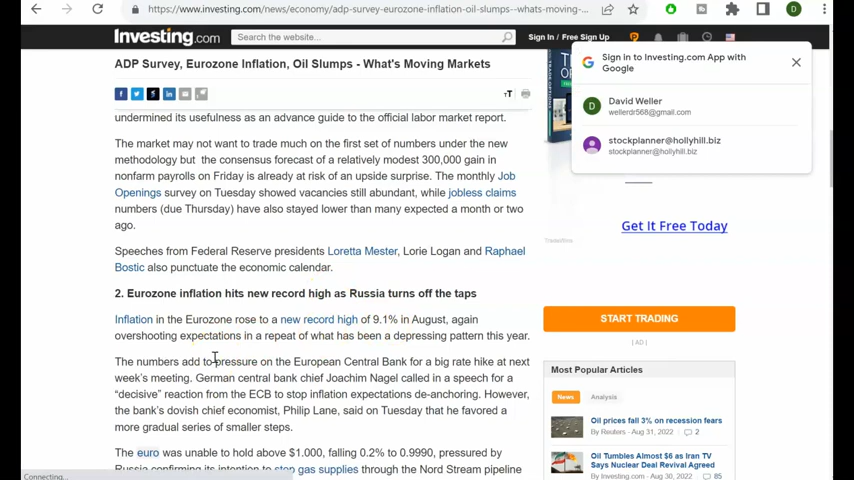 https://www.investing.com/news/economy/adp-survey-eurozone-inflation-oil-slumps--whats-moving-...
D
Investing.com
Search the website...
Sign In / Free Sign Up
ADP Survey, Eurozone Inflation, Oil Slumps - What's Moving Markets
undermined its usefulness as an advance guide to the official labor market report.
The market may not want to trade much on the first set of numbers under the new
methodology but the consensus forecast of a relatively modest 300,000 gain in
nonfarm payrolls on Friday is already at risk of an upside surprise. The monthly Job
Openings survey on Tuesday showed vacancies still abundant, while jobless claims
numbers (due Thursday) have also stayed lower than many expected a month or two
ago.
Speeches from Federal Reserve presidents Loretta Mester, Lorie Logan and Raphael
Bostic also punctuate the economic calendar.
2. Eurozone inflation hits new record high as Russia turns off the taps
Inflation in the Eurozone rose to a new record high of 9.1% in August, again
overshooting expectations in a repeat of what has been a depressing pattern this year.
The numbers add to pressure on the European Central Bank for a big rate hike at next
week's meeting. German central bank chief Joachim Nagel called in a speech for a
“decisive” reaction from the ECB to stop inflation expectations de-anchoring. However,
the bank's dovish chief economist, Philip Lane, said on Tuesday that he favored a
more gradual series of smaller steps.
The euro was unable to hold above $1.000, falling 0.2% to 0.9990, pressured by
Russia confirming its intention to stop gas supplies through the Nord Stream pipeline
Connecting...
Sign in to Investing.com App with
Google
D
David Weller
wellerdr568@gmail.com
stockplanner@hollyhill.biz
stockplanner@hollyhill.biz
Get It Free Today
START TRADING
| AD |
Most Popular Articles
News
Analysis
Oil prices fall 3% on recession fears
By Reuters - Aug 31, 2022
2
Oil Tumbles Almost $6 as Iran TV
Says Nuclear Deal Revival Agreed
By Investing.com - Aug 30, 2022
85